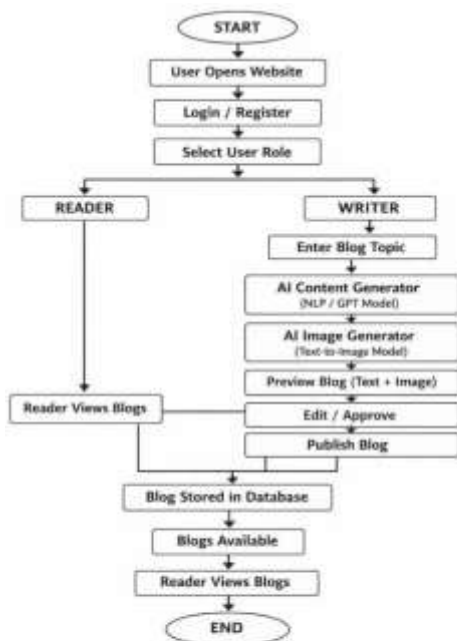 START
User Opens Website
Login / Register
Select User Role
READER
WRITER
Enter Blog Topic
AI Content Generator
(NLP / GPT Model)
AI Image Generator
(Text-to-Image Model)
Preview Blog (Text + Image)
Reader Views Blogs
Edit / Approve
Publish Blog
Blog Stored in Database
Blogs Available
Reader Views Blogs
END